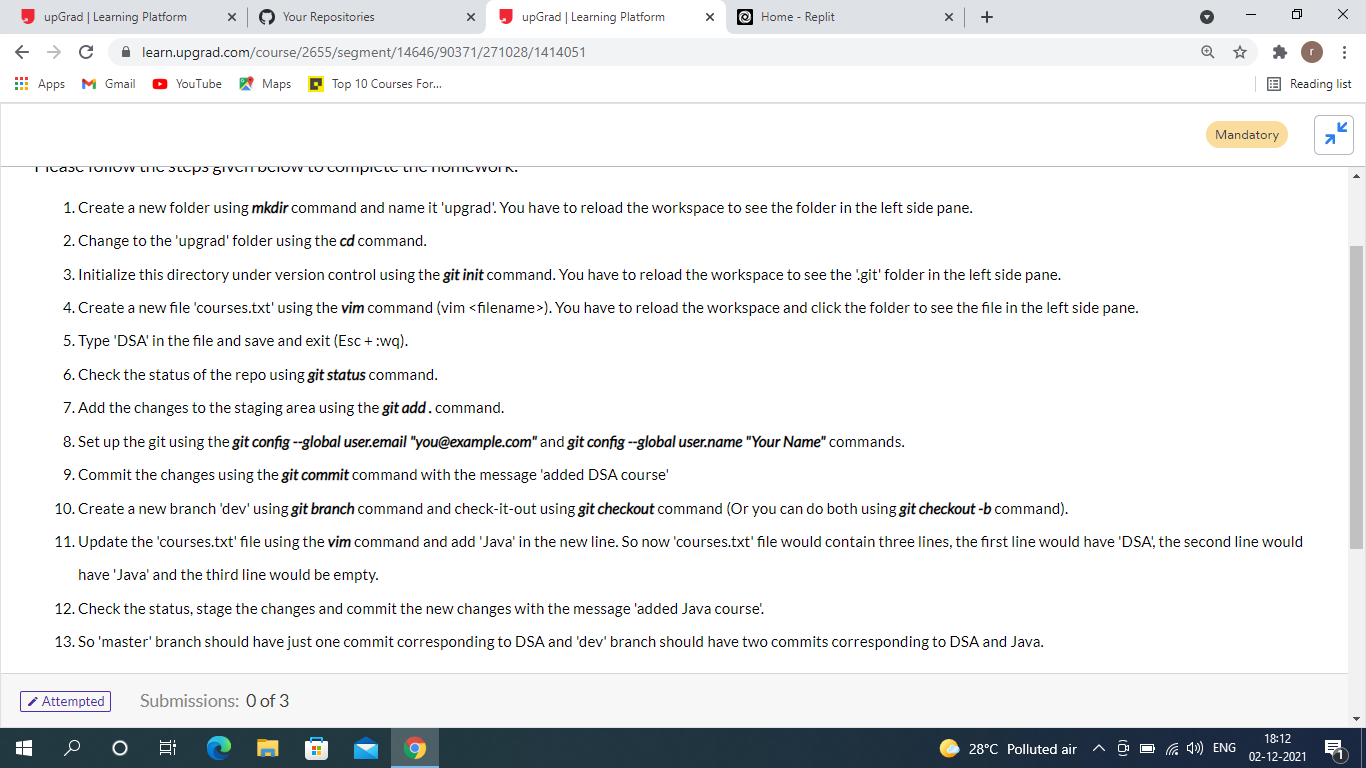 upGrad | Learning Platform
Your Repositories
upGrad | Learning Platform
Home - Replit
learn.upgrad.com/course/2655/segment/14646/90371/271028/1414051
r
Apps
Gmail
YouTube
Maps
Top 10 Courses For...
Reading list
Mandatory
Please follow the steps given below to complete the homework.
1. Create a new folder using mkdir command and name it 'upgrad'. You have to reload the workspace to see the folder in the left side pane.
2. Change to the 'upgrad' folder using the cd command.
3. Initialize this directory under version control using the git init command. You have to reload the workspace to see the '.git' folder in the left side pane.
4. Create a new file 'courses.txt' using the vim command (vim <filename>). You have to reload the workspace and click the folder to see the file in the left side pane.
5. Type 'DSA' in the file and save and exit (Esc + :wq).
6. Check the status of the repo using git status command.
7. Add the changes to the staging area using the git add . command.
8. Set up the git using the git config --global user.email "you@example.com" and git config --global user.name "Your Name" commands.
9. Commit the changes using the git commit command with the message 'added DSA course'
10. Create a new branch 'dev' using git branch command and check-it-out using git checkout command (Or you can do both using git checkout -b command).
11. Update the 'courses.txt' file using the vim command and add 'Java' in the new line. So now 'courses.txt' file would contain three lines, the first line would have 'DSA', the second line would
have 'Java' and the third line would be empty.
12. Check the status, stage the changes and commit the new changes with the message 'added Java course'.
13. So 'master' branch should have just one commit corresponding to DSA and 'dev' branch should have two commits corresponding to DSA and Java.
Attempted
Submissions: 0 of 3
28°C Polluted air
ENG
18:12
02-12-2021
1